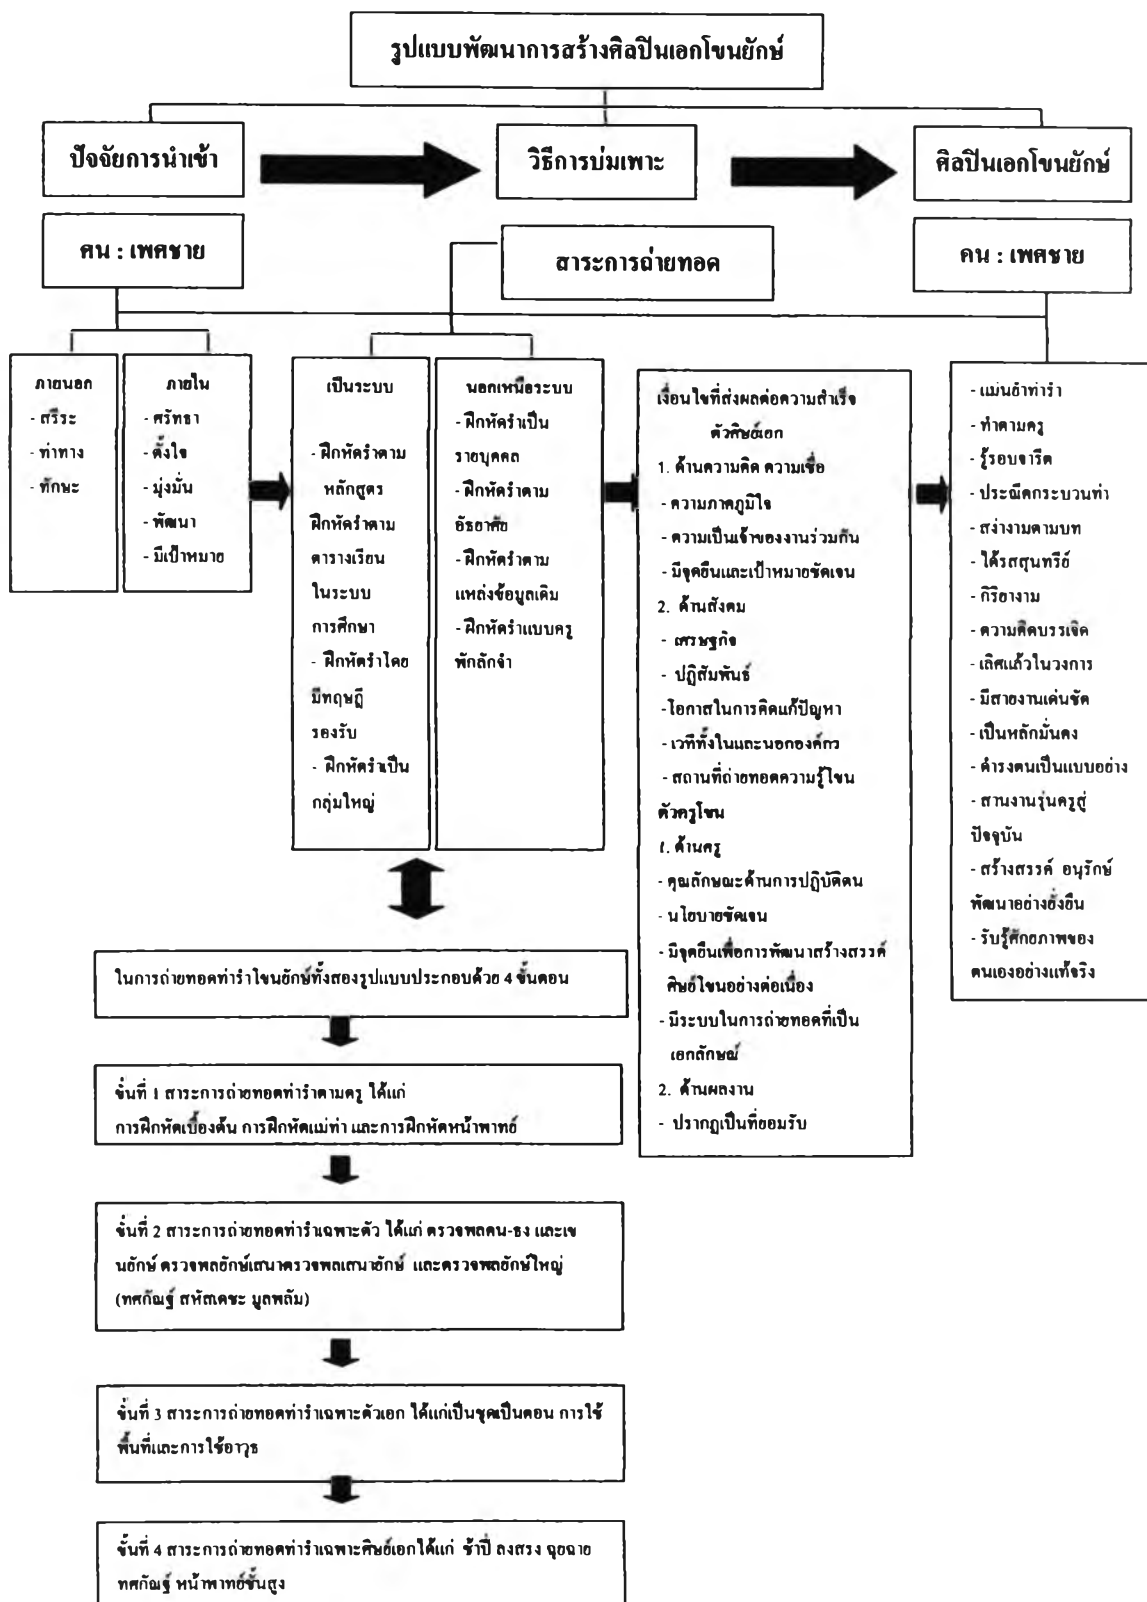 รูปแบบพัฒนาการสร้างศิลปินเอกโขนยักษ์
ปัจจัยการนำเข้า
วิธีการบ่มเพาะ
ศิลปินเอกโขนยักษ์
คน : เพศชาย
สาระการถ่ายทอด
คน : เพศชาย
ภายนอก
- สรีระ
- ท่าทาง
- ทักษะ
ภายใน
- ศรัทธา
- ตั้งใจ
- มุ่งมั่น
- พัฒนา
- มีเป้าหมาย
เป็นระบบ
- ฝึกหัดรำตาม
หลักสูตร
ฝึกหัดรำตาม
ตารางเรียน
ในระบบ
การศึกษา
- ฝึกหัดรำโดย
มีทฤษฎี
รองรับ
- ฝึกหัดรำเป็น
กลุ่มใหญ่
นอกเหนือระบบ
- ฝึกหัดรำเป็น
รายบุคคล
- ฝึกหัดรำตาม
อัธยาศัย
- ฝึกหัดรำตาม
แหล่งข้อมูลเดิม
- ฝึกหัดรำแบบครู
พักลักจำ
เงื่อนไขที่ส่งผลต่อความสำเร็จ
ตัวศิษย์เอก
1. ด้านความคิด ความเชื่อ
- ความภาคภูมิใจ
- ความเป็นเจ้าของงานร่วมกัน
- มีจุดยืนและเป้าหมายชัดเจน
2. ด้านสังคม
- เศรษฐกิจ
- ปฏิสัมพันธ์
- โอกาสในการคิดแก้ปัญหา
- เวทีทั้งในและนอกองค์กร
- สถานที่ถ่ายทอดความรู้โขน
ตัวครูโขน
1. ด้านครู
- คุณลักษณะด้านการปฏิบัติตน
- นโยบายชัดเจน
- มีจุดยืนเพื่อการพัฒนาสร้างสรรค์
ศิษย์โขนอย่างต่อเนื่อง
- มีระบบในการถ่ายทอดที่เป็น
เอกลักษณ์
2. ด้านผลงาน
- ปรากฏเป็นที่ยอมรับ
- แม่นยำท่ารำ
- ทำตามครู
- รู้รอบจารีต
- ประณีตกระบวนท่า
- สง่างามตามบท
- ได้รสสุนทรีย์
- กิริยางาม
- ความคิดบรรเจิด
- เลิศแล้วในวงการ
- มีสายงานเด่นชัด
- เป็นหลักมั่นคง
- ดำรงตนเป็นแบบอย่าง
- สานงานรุ่นครูสู่
ปัจจุบัน
- สร้างสรรค์ อนุรักษ์
พัฒนาอย่างยั่งยืน
- รับรู้ศักยภาพของ
ตนเองอย่างแท้จริง
ในการถ่ายทอดท่ารำโขนยักษ์ทั้งสองรูปแบบประกอบด้วย 4 ขั้นตอน
ขั้นที่ 1 สาระการถ่ายทอดท่ารำตามครู ได้แก่
การฝึกหัดเบื้องต้น การฝึกหัดแม่ท่า และการฝึกหัดหน้าพาทย์
ขั้นที่ 2 สาระการถ่ายทอดท่ารำเฉพาะตัว ได้แก่ ตรวจพลคน-ธง และเข
นยักษ์ ตรวจพลยักษ์เสนาตรวจพลเสนายักษ์ และตรวจพลยักษ์ใหญ่
(ทศกัณฐ์ สหัสเดชะ มูลพลัม)
ขั้นที่ 3 สาระการถ่ายทอดท่ารำเฉพาะตัวเอก ได้แก่เป็นชุดเป็นตอน การใช้
พื้นที่และการใช้อาวุธ
ขั้นที่ 4 สาระการถ่ายทอดท่ารำเฉพาะศิษย์เอกได้แก่ ช้าปี่ ลงสรง ฉุยฉาย
ทศกัณฐ์ หน้าพาทย์ชั้นสูง